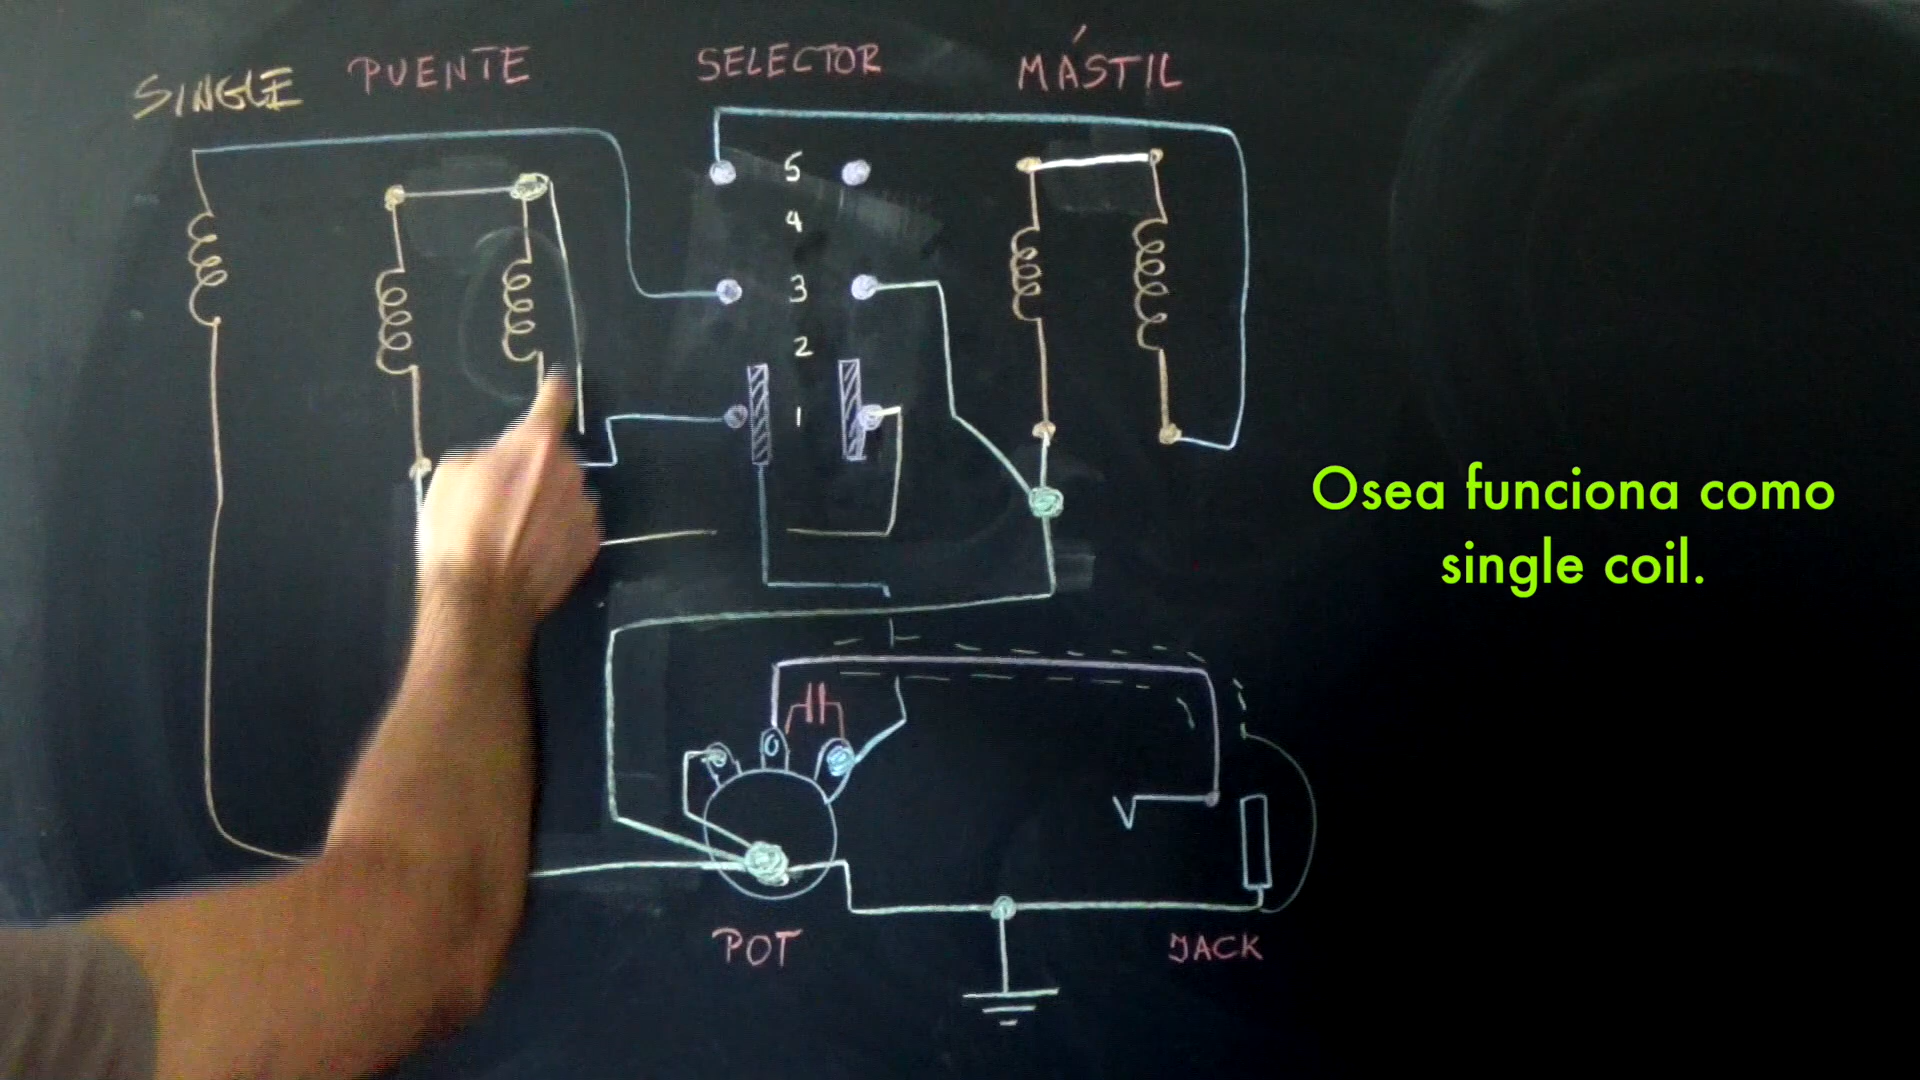 SINGLE
PUENTE
SELECTOR
MÁSTIL
5
4
3
2
1
Osea funciona como
single coil.
POT
JACK